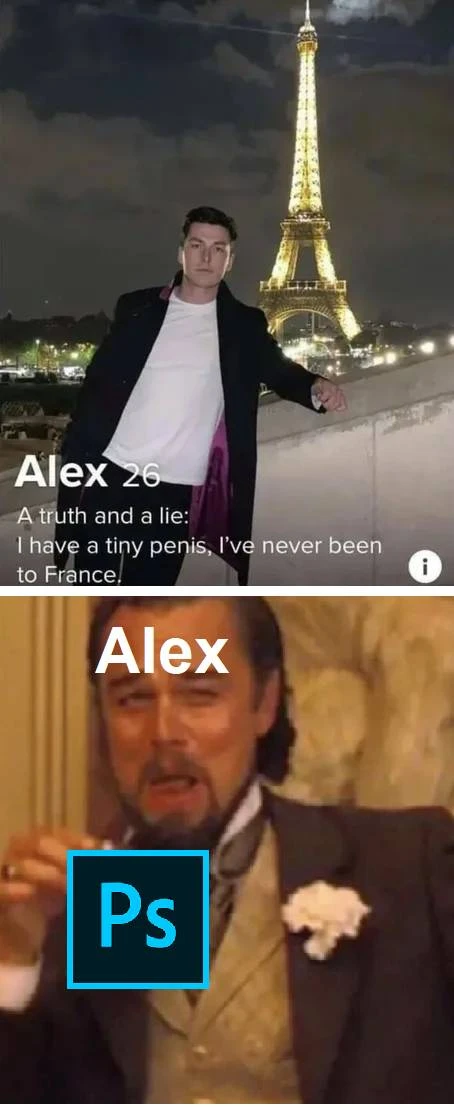 Alex 26
A truth and a lie:
I have a tiny penis, I've never been
to France.
i
Alex
Ps